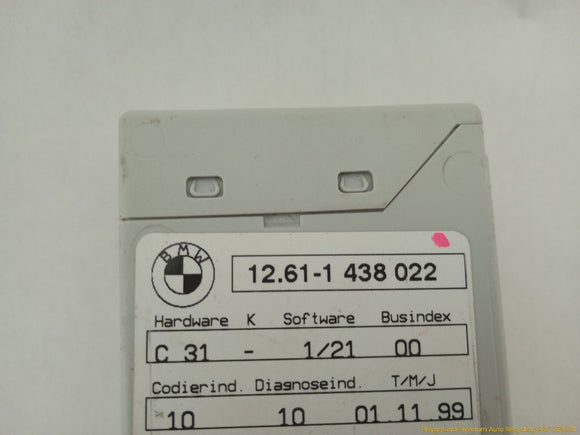 BMW
12.61-1 438 022
Hardware K Software Busindex
C 31 - 1/21 00
Codierind. Diagnoseind. T/M/J
10 10 01.11.99